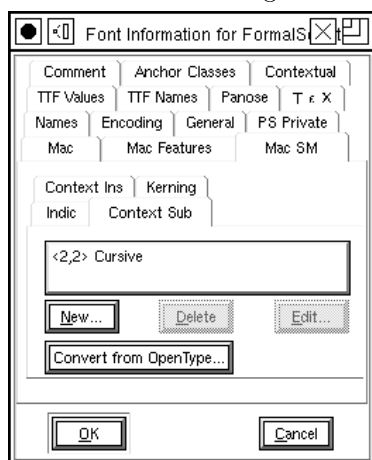 Font Information for FormalS
Comment Anchor Classes Contextual
TTF Values TTF Names Panose T ε X
Names Encoding General PS Private
Mac Mac Features Mac SM
Context Ins Kerning
Indic Context Sub
<2,2> Cursive
New... Delete Edit...
Convert from OpenType...
OK Cancel